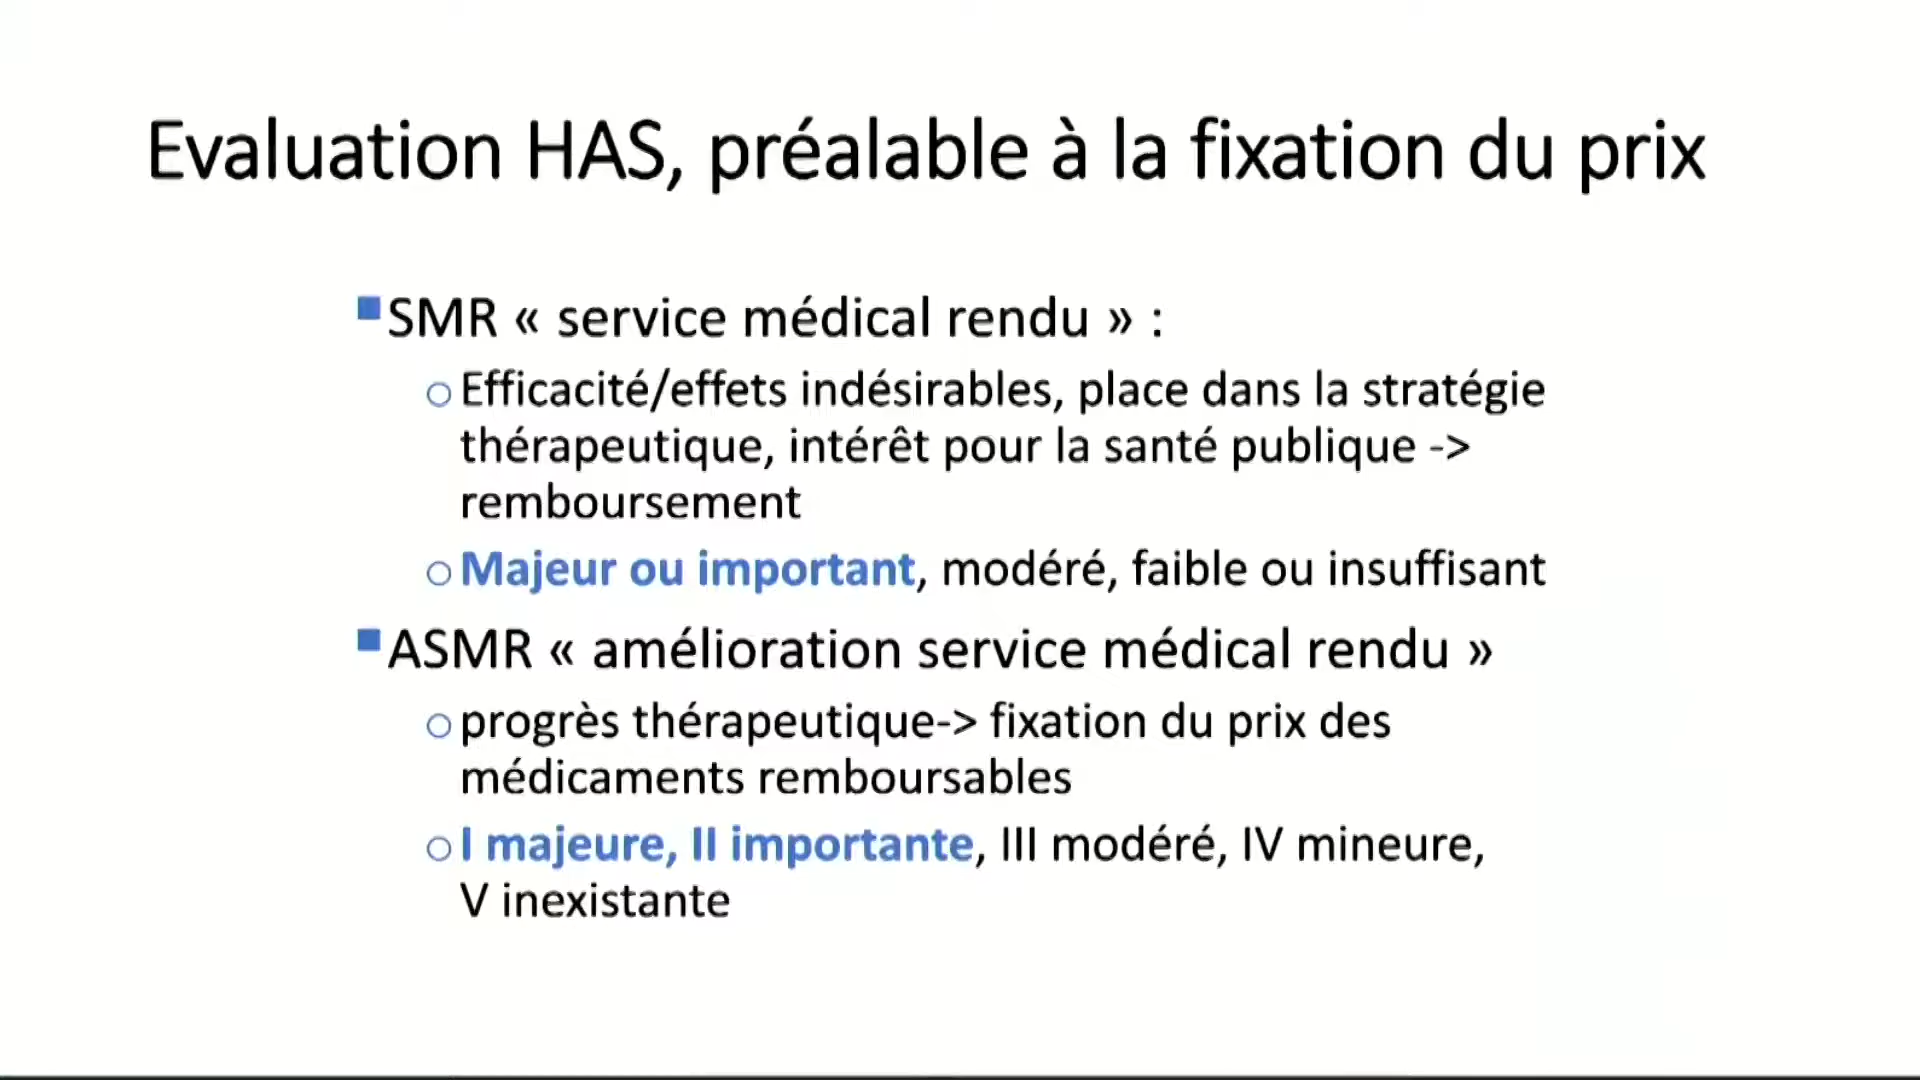 Evaluation HAS, préalable à la fixation du prix
SMR « service médical rendu » :
Efficacité/effets indésirables, place dans la stratégie
thérapeutique, intérêt pour la santé publique ->
remboursement
Majeur ou important, modéré, faible ou insuffisant
ASMR « amélioration service médical rendu »
progrès thérapeutique-> fixation du prix des
médicaments remboursables
I majeure, II importante, III modéré, IV mineure,
V inexistante